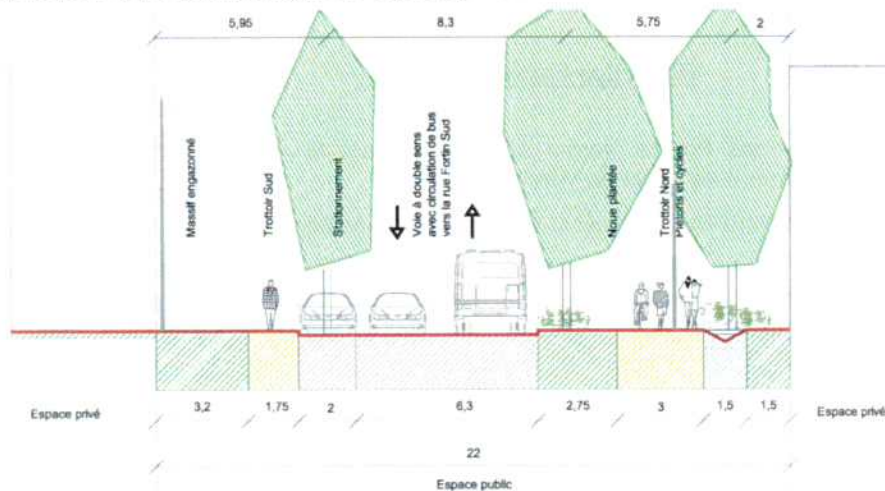 5,95 8,3 5,75 2
Massif engazonné
Trottoir Sud
Stationnement
Voie à double sens
avec circulation de bus
vers la rue Fortin Sud
Noue plantée
Trottoir Nord
Piétons et cycles
Espace privé
3,2 1,75 2 6,3 2,75 3 1,5 1,5
Espace privé
22
Espace public